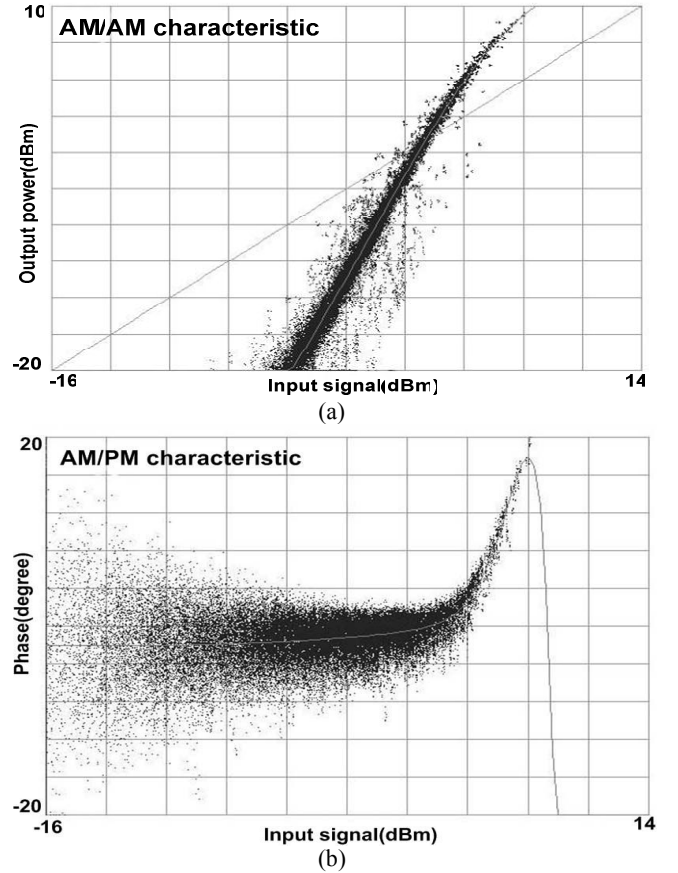 10
AM/AM characteristic
Output power(dBm)
-20
-16
Input signal(dBm)
14
(a)
20
AM/PM characteristic
Phase(degree)
-20
-16
Input signal(dBm)
14
(b)